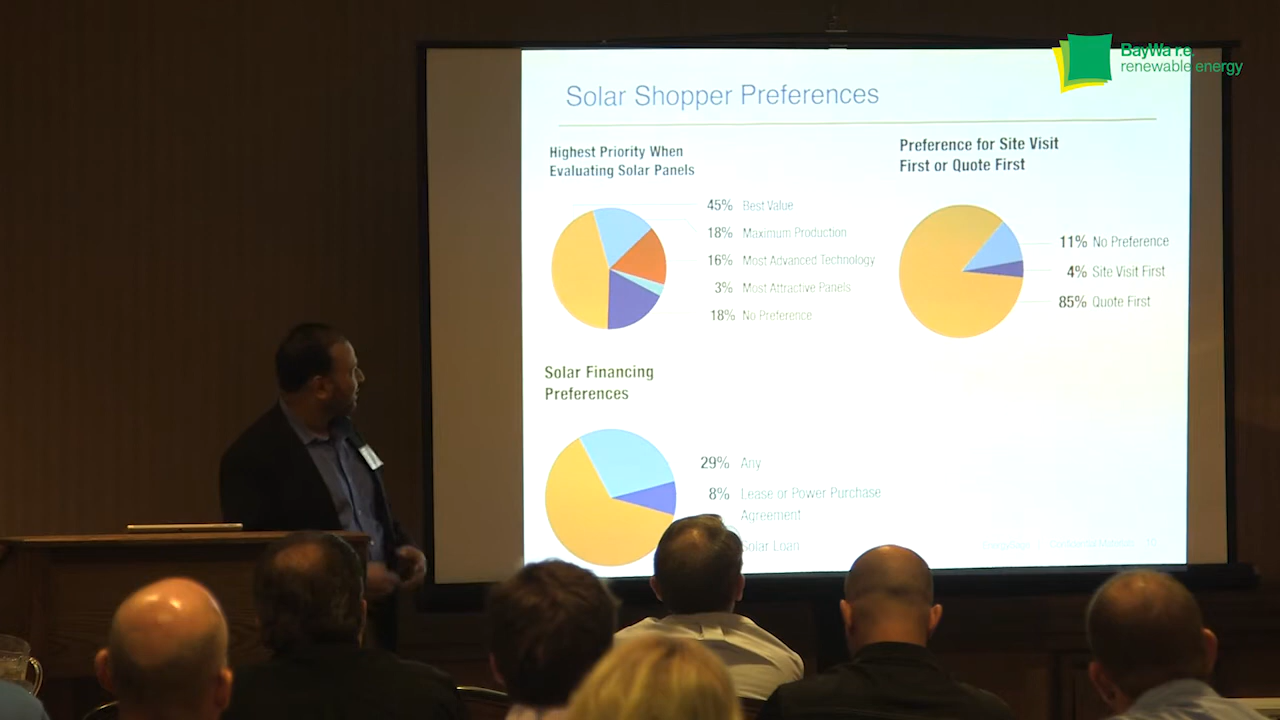 BayWa r.e.
renewable energy
Solar Shopper Preferences
Highest Priority When
Evaluating Solar Panels
45% Best Value
18% Maximum Production
16% Most Advanced Technology
3% Most Attractive Panels
18% No Preference
Preference for Site Visit
First or Quote First
11% No Preference
4% Site Visit First
85% Quote First
Solar Financing
Preferences
29% Any
8% Lease or Power Purchase
Agreement
Solar Loan